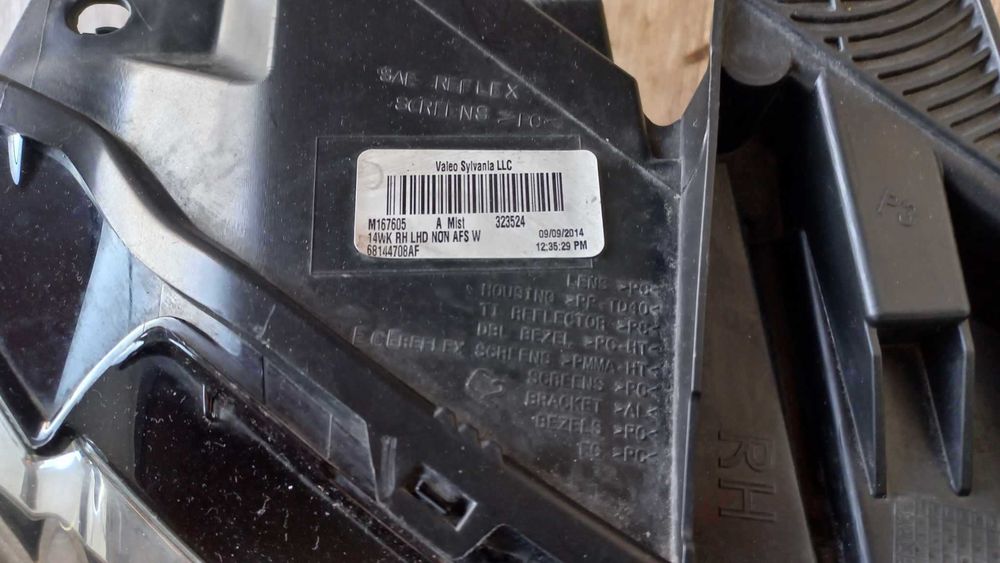 SAE REFLEX
SCREENS >PC<
Valeo Sylvania LLC
M167605 A Mist 323524
14WK RH LHD NON AFS W 09/09/2014
68144708AF 12:35:29 PM
LENS >PC<
HOUSING >PP-TD40<
TI REFLECTOR >PC<
DBL BEZEL >PC-HT<
ECEREFLEX SCREENS >PMMA-HT<
SCREENS >PC<
BRACKET >AL<
BEZELS >PC<
>PC<
RH